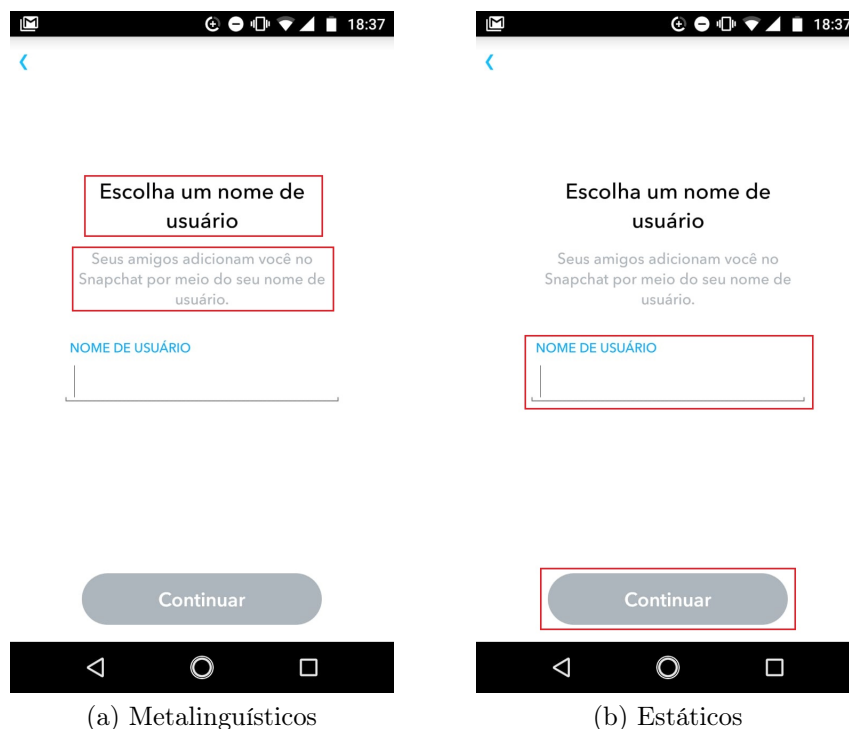 18:37
Escolha um nome de
usuário
Seus amigos adicionam você no
Snapchat por meio do seu nome de
usuário.
NOME DE USUÁRIO
Continuar
(a) Metalinguísticos
18:37
Escolha um nome de
usuário
Seus amigos adicionam você no
Snapchat por meio do seu nome de
usuário.
NOME DE USUÁRIO
Continuar
(b) Estáticos